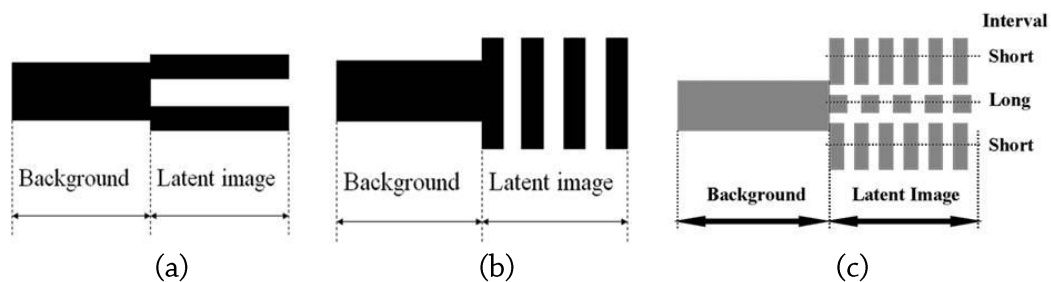 Background
Latent image
(a)
Background
Latent image
(b)
Interval
Short
Long
Short
Background
Latent Image
(c)